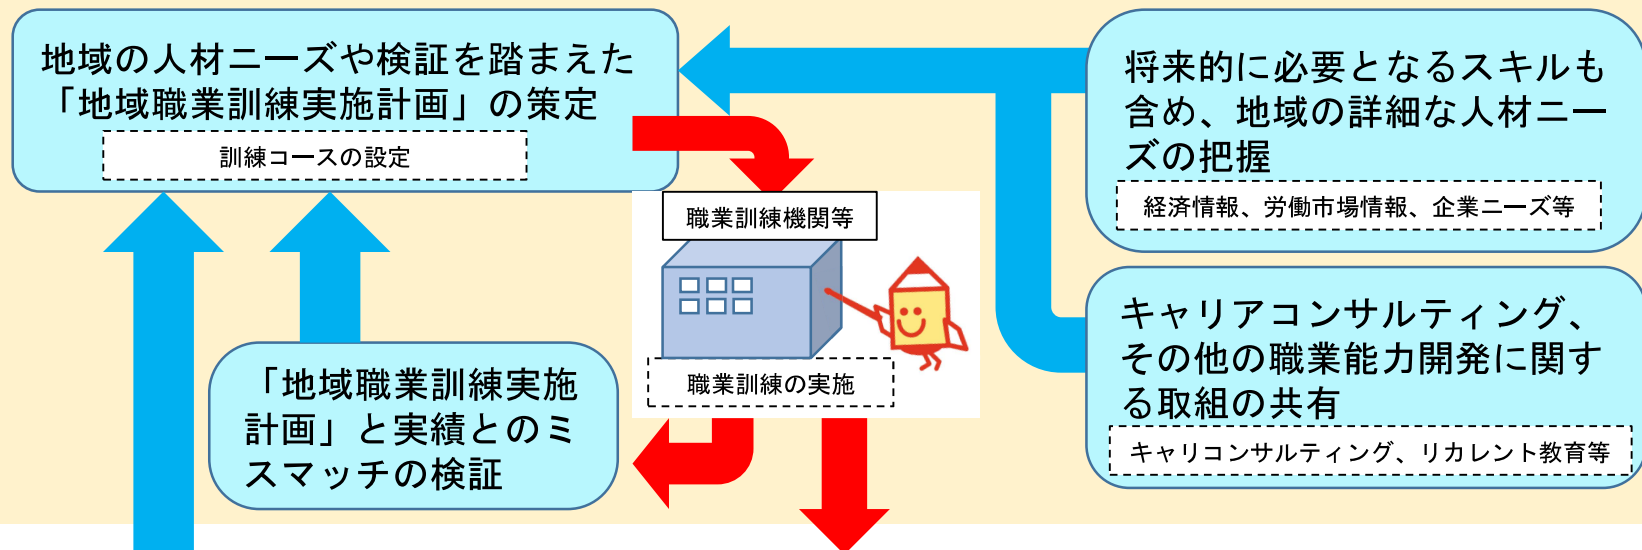 地域の人材ニーズや検証を踏まえた
「地域職業訓練実施計画」の策定
訓練コースの設定
将来的に必要となるスキルも
含め、地域の詳細な人材ニー
ズの把握
経済情報、労働市場情報、企業ニーズ等
職業訓練機関等
職業訓練の実施
キャリアコンサルティング、
その他の職業能力開発に関す
る取組の共有
キャリコンサルティング、リカレント教育等
「地域職業訓練実施
計画」と実績とのミ
スマッチの検証